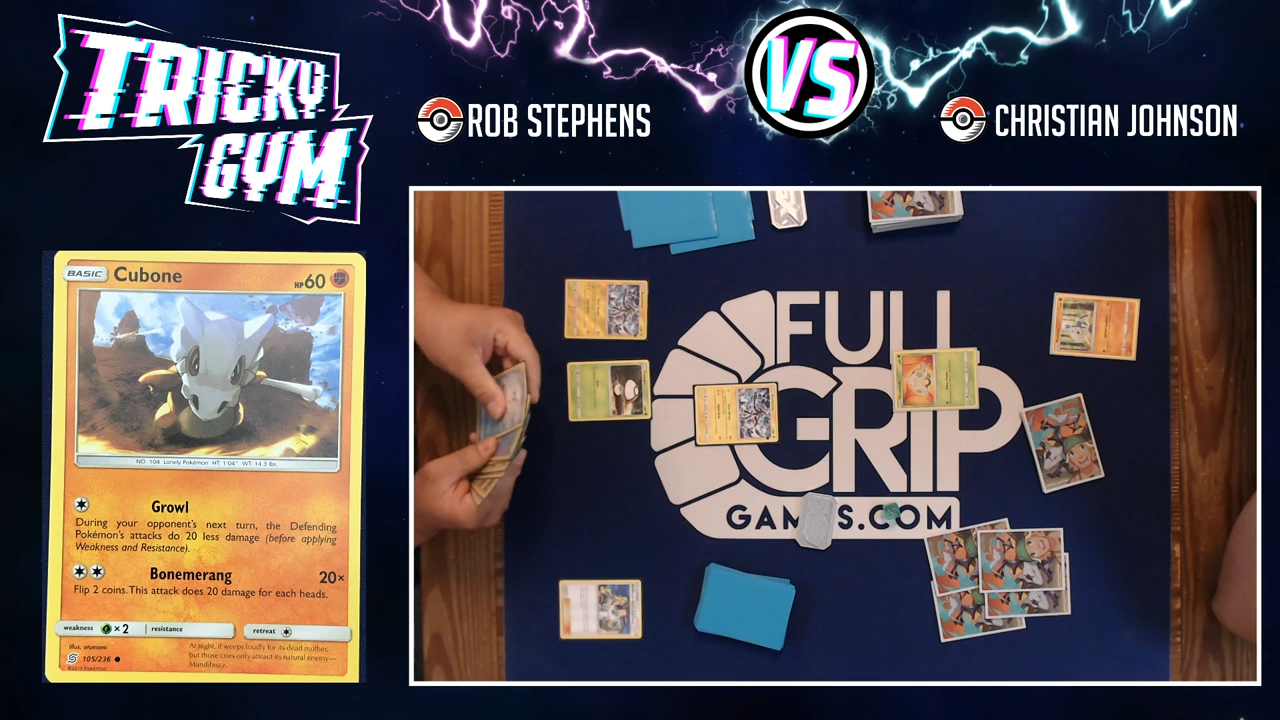 TRICKY
GYM
ROB STEPHENS
VS
CHRISTIAN JOHNSON
BASIC Cubone HP60
NO. 104 Lonely Pokémon HT: 1'04" WT: 14.3 lbs.
Growl
During your opponent's next turn, the Defending
Pokémon's attacks do 20 less damage (before applying
Weakness and Resistance).
Bonemerang 20×
Flip 2 coins. This attack does 20 damage for each heads.
weakness ×2 resistance retreat
Illus. otumami
105/236
©2019 Pokémon
At night, it weeps loudly for its dead mother,
but those cries only attract its natural enemy—
Mandibuzz.
FULL
GRIP
GAMES.COM
GX